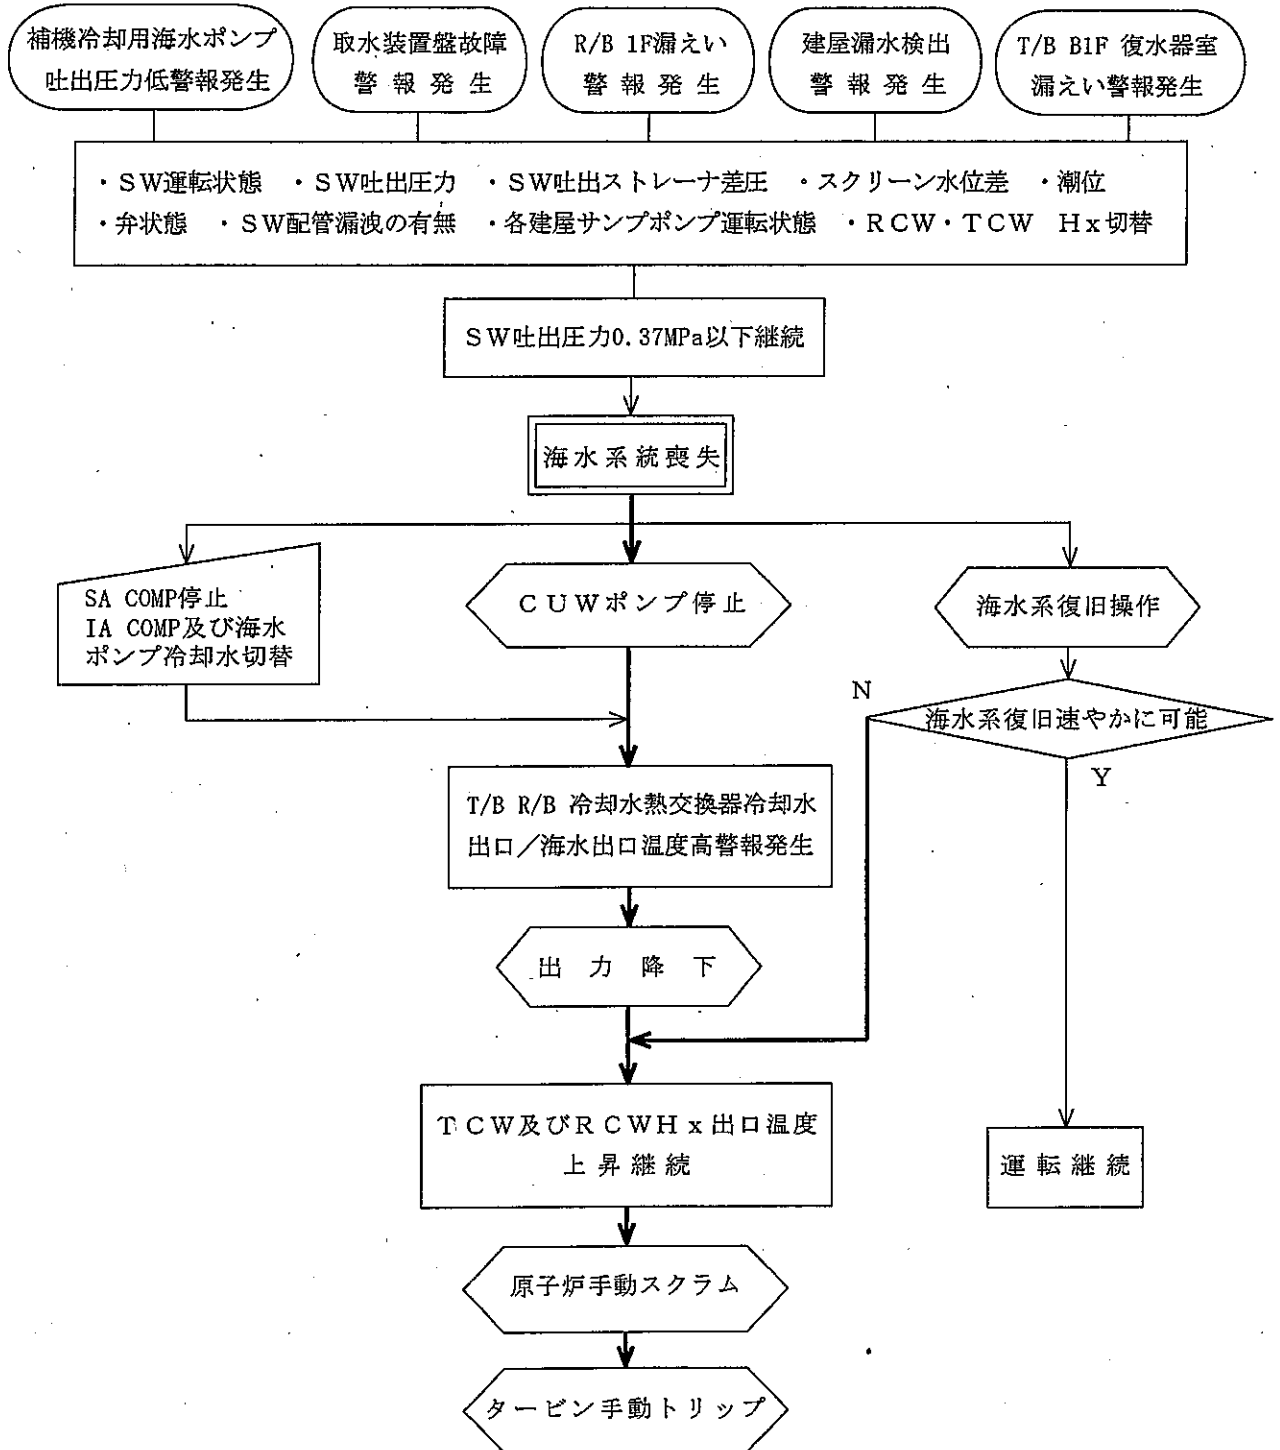 補機冷却用海水ポンプ
吐出圧力低警報発生
取水装置盤故障
警報発生
R/B 1F漏えい
警報発生
建屋漏水検出
警報発生
T/B B1F 復水器室
漏えい警報発生
・SW運転状態 ・SW吐出圧力 ・SW吐出ストレーナ差圧 ・スクリーン水位差 ・潮位
・弁状態 ・SW配管漏洩の有無 ・各建屋サンプポンプ運転状態 ・RCW・TCW Hx切替
SW吐出圧力0.37MPa以下継続
海水系統喪失
SA COMP停止
IA COMP及び海水
ポンプ冷却水切替
CUWポンプ停止
海水系復旧操作
N
海水系復旧速やかに可能
Y
T/B R/B 冷却水熱交換器冷却水
出口/海水出口温度高警報発生
出力降下
TCW及びRCWHx出口温度
上昇継続
運転継続
原子炉手動スクラム
タービン手動トリップ